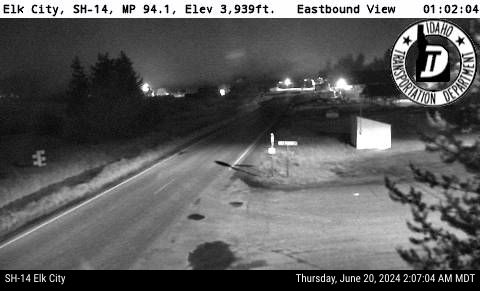 Elk City, SH-14, MP 94.1, Elev 3,939ft. Eastbound View 01:02:04
IDAHO
TRANSPORTATION DEPARTMENT
SH-14 Elk City Thursday, June 20, 2024 2:07:04 AM MDT